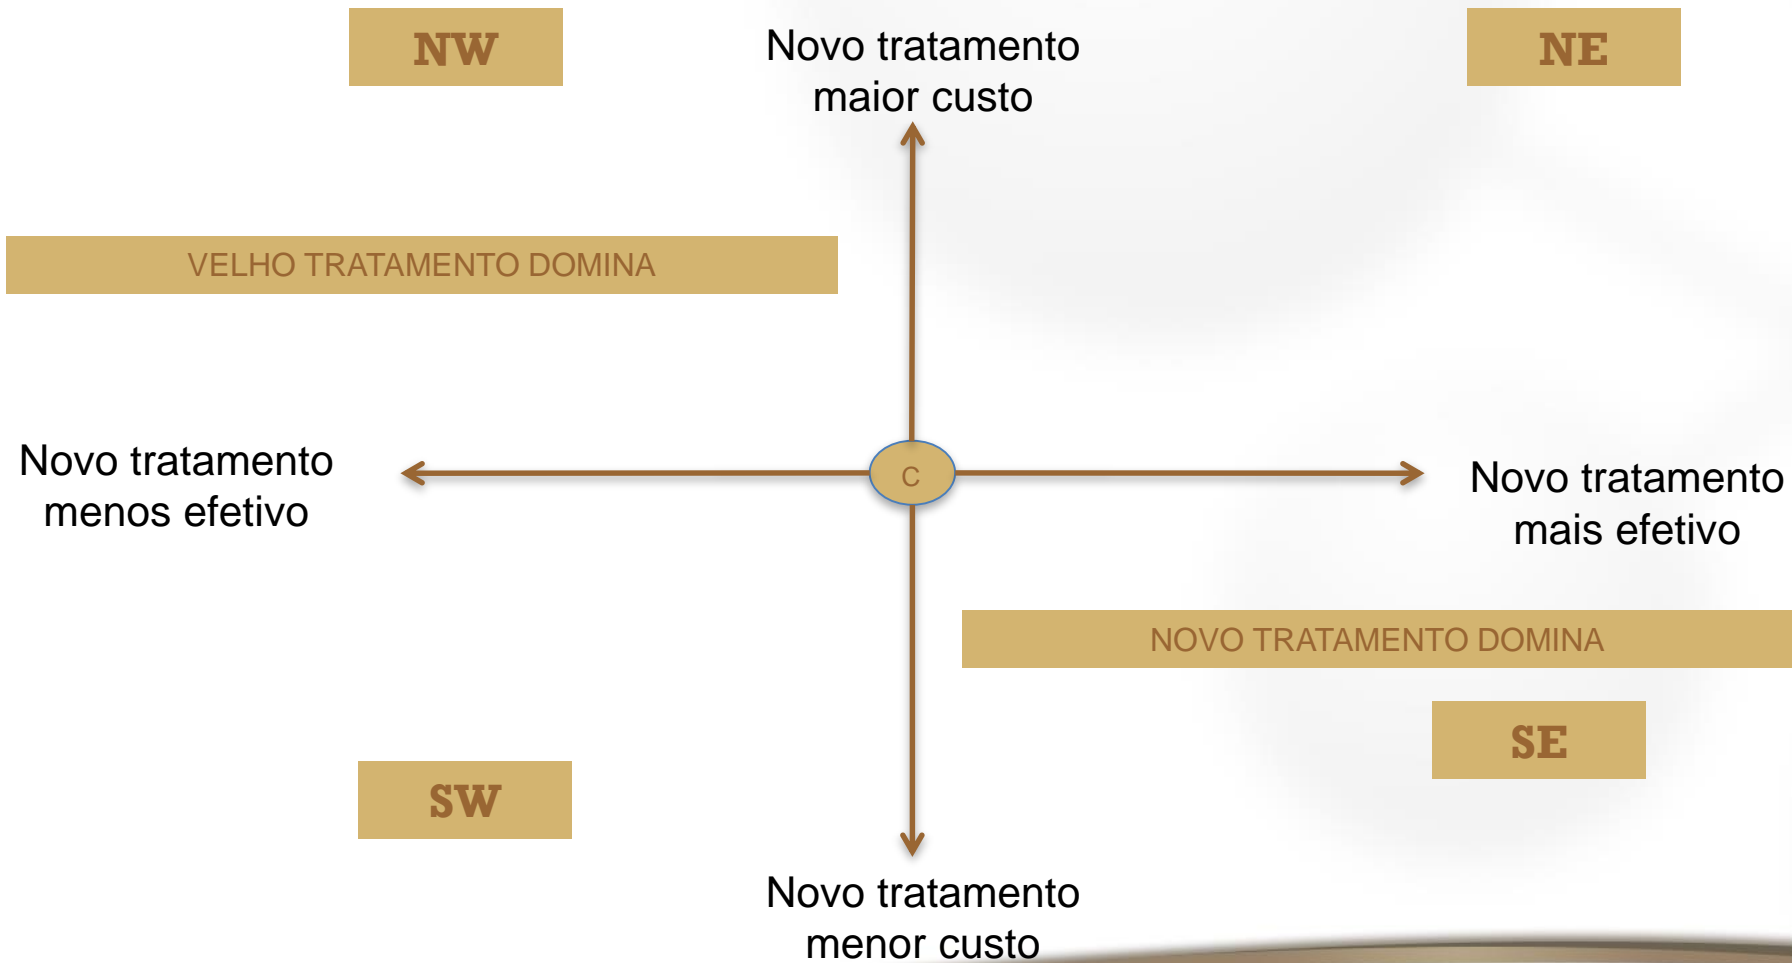 NW
Novo tratamento
maior custo
NE
VELHO TRATAMENTO DOMINA
Novo tratamento
menos efetivo
C
Novo tratamento
mais efetivo
NOVO TRATAMENTO DOMINA
SE
SW
Novo tratamento
menor custo